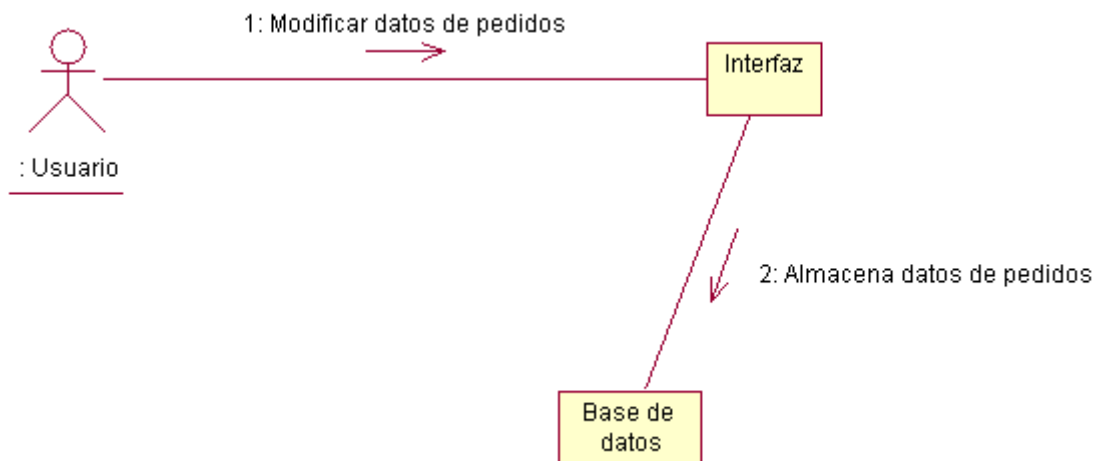 1: Modificar datos de pedidos
Interfaz
: Usuario
2: Almacena datos de pedidos
Base de
datos